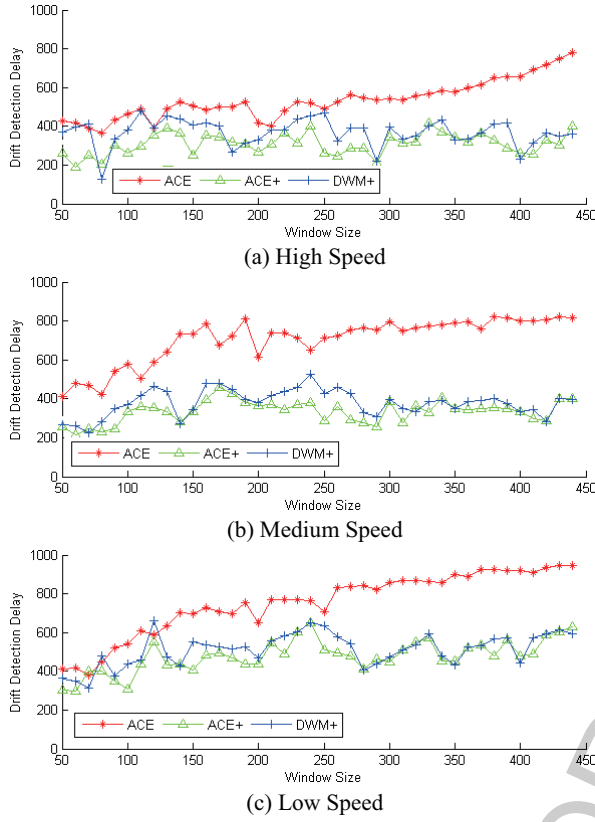 1000
800
600
400
200
0
Drift Detection Delay
ACE ACE+ DWM+
50 100 150 200 250 300 350 400 450
Window Size
(a) High Speed
1000
800
600
400
200
0
Drift Detection Delay
ACE ACE+ DWM+
50 100 150 200 250 300 350 400 450
Window Size
(b) Medium Speed
1000
800
600
400
200
0
Drift Detection Delay
ACE ACE+ DWM+
50 100 150 200 250 300 350 400 450
Window Size
(c) Low Speed